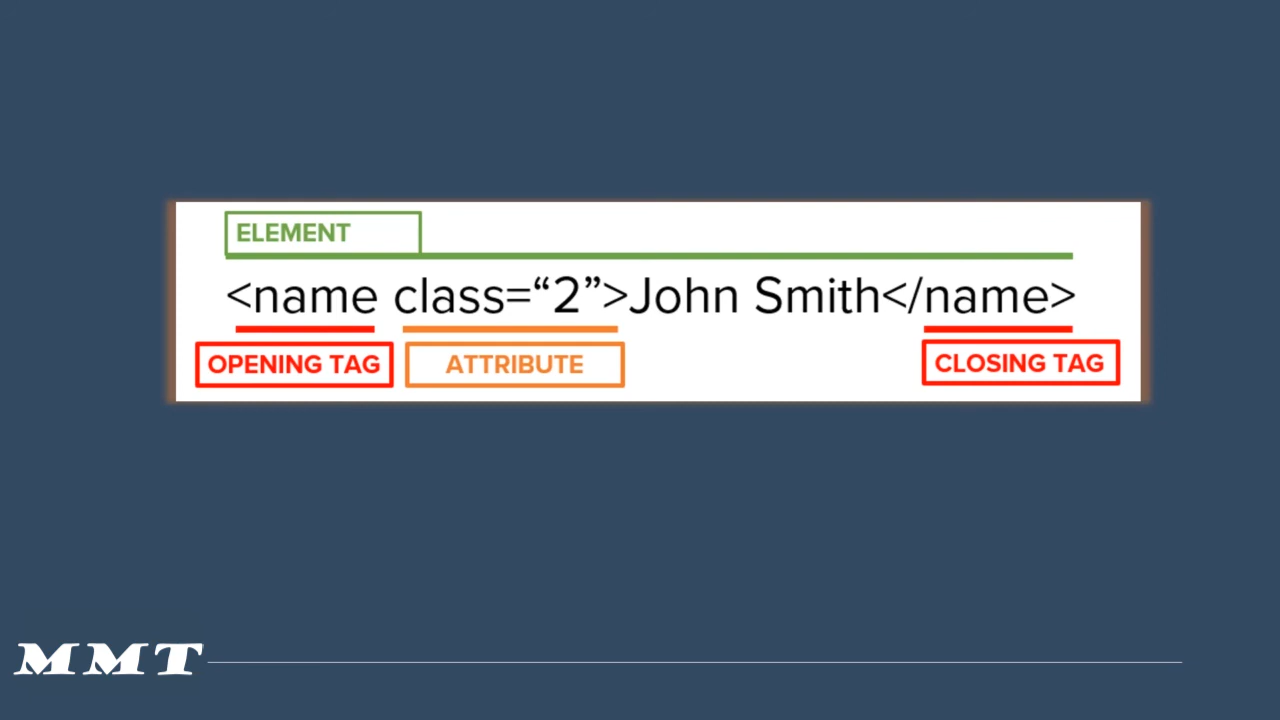 ELEMENT
<name class=“2”>John Smith</name>
OPENING TAG ATTRIBUTE CLOSING TAG
MMT